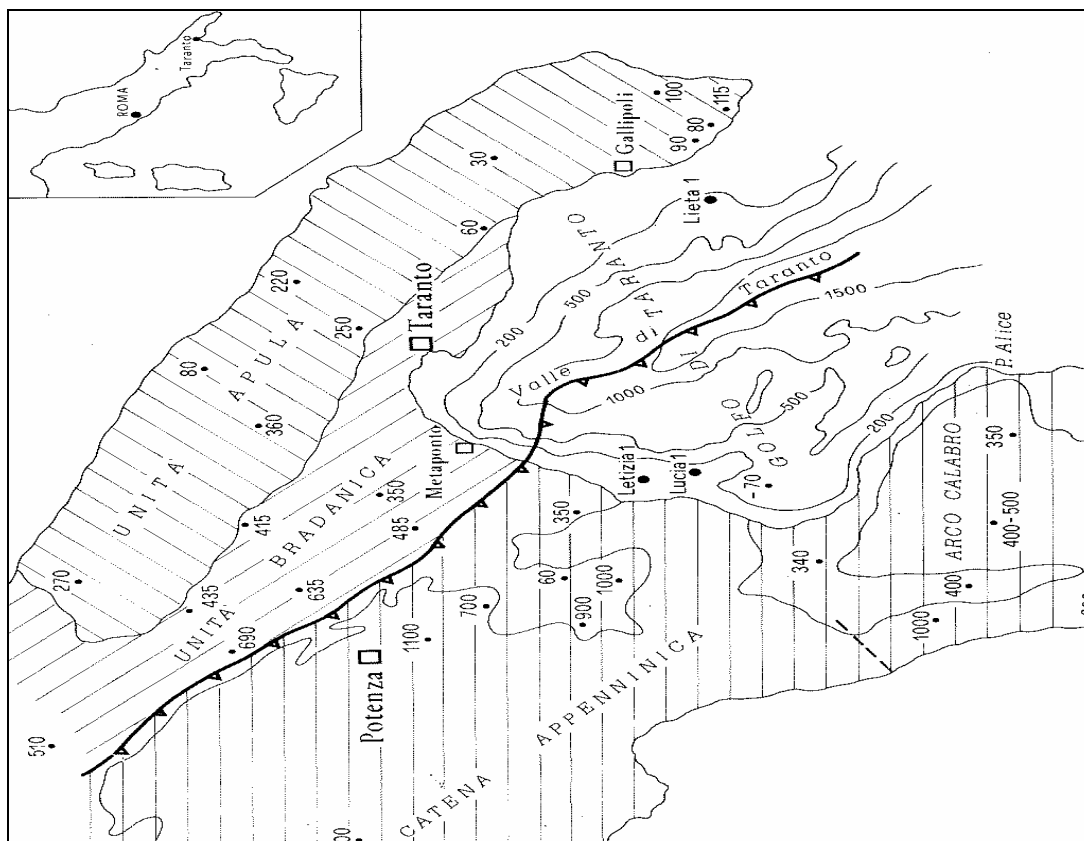 ROMA
Taranto
UNITÀ APULA
270
80
220
30
360
250
60
415
100
115
80
90
Gallipoli
Taranto
UNITÀ BRADANICA
510
435
690
635
350
485
Metaponto
Lieta 1
GOLFO DI TARANTO
Valle di Taranto
200
500
1000
1500
500
200
Potenza
1100
700
350
60
1000
900
Letizia 1
Lucia 1
-70
CATENA APPENNINICA
340
P. Alice
ARCO CALABRO
350
400-500
400
1000